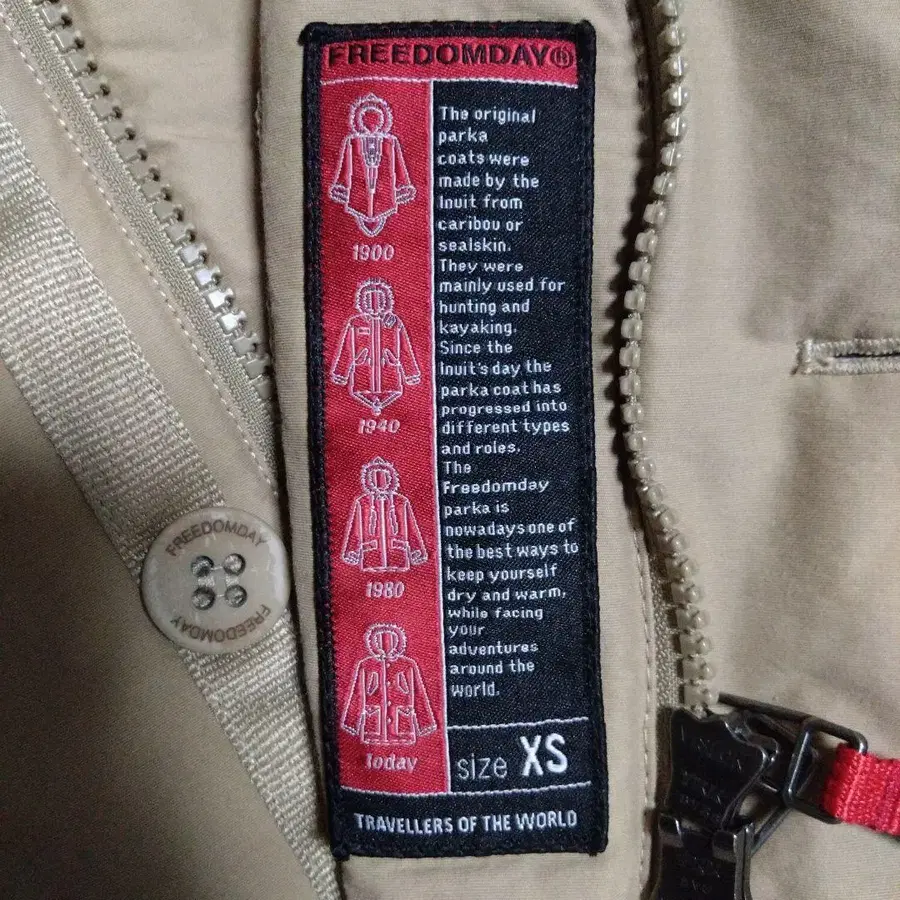 FREEDOMDAY®
The original
parka
coats were
made by the
Inuit from
caribou or
sealskin.
They were
mainly used for
hunting and
kayaking.
Since the
Inuit's day the
parka coat has
progressed into
different types
and roles.
The
Freedomday
parka is
nowadays one of
the best ways to
keep yourself
dry and warm,
while facing
your
adventures
around the
world.
1900
1940
1980
Today
size XS
TRAVELLERS OF THE WORLD
FREEDOMDAY
FREEDOMDAY